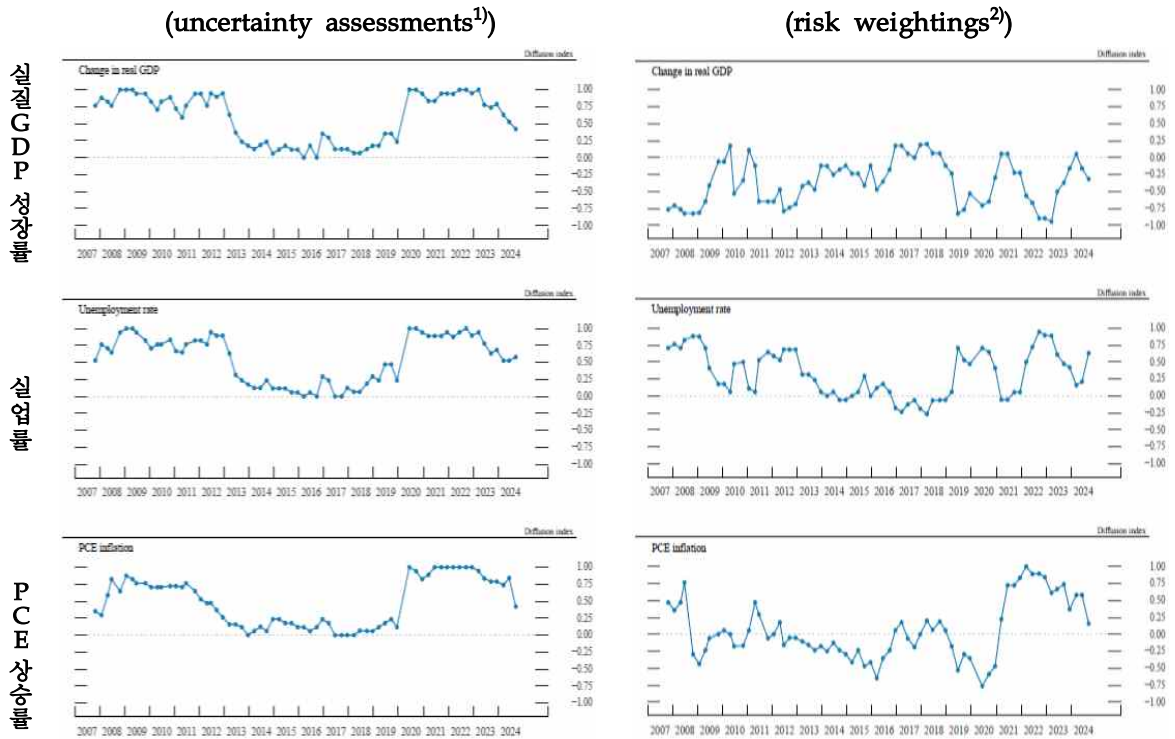 (uncertainty assessments1)) (risk weightings2))
실질GDP성장률
Diffusion index
Change in real GDP
1.00
0.75
0.50
0.25
0.00
−0.25
−0.50
−0.75
−1.00
2007 2008 2009 2010 2011 2012 2013 2014 2015 2016 2017 2018 2019 2020 2021 2022 2023 2024
Diffusion index
Change in real GDP
1.00
0.75
0.50
0.25
0.00
−0.25
−0.50
−0.75
−1.00
2007 2008 2009 2010 2011 2012 2013 2014 2015 2016 2017 2018 2019 2020 2021 2022 2023 2024
실업률
Diffusion index
Unemployment rate
1.00
0.75
0.50
0.25
0.00
−0.25
−0.50
−0.75
−1.00
2007 2008 2009 2010 2011 2012 2013 2014 2015 2016 2017 2018 2019 2020 2021 2022 2023 2024
Diffusion index
Unemployment rate
1.00
0.75
0.50
0.25
0.00
−0.25
−0.50
−0.75
−1.00
2007 2008 2009 2010 2011 2012 2013 2014 2015 2016 2017 2018 2019 2020 2021 2022 2023 2024
PCE상승률
Diffusion index
PCE inflation
1.00
0.75
0.50
0.25
0.00
−0.25
−0.50
−0.75
−1.00
2007 2008 2009 2010 2011 2012 2013 2014 2015 2016 2017 2018 2019 2020 2021 2022 2023 2024
Diffusion index
PCE inflation
1.00
0.75
0.50
0.25
0.00
−0.25
−0.50
−0.75
−1.00
2007 2008 2009 2010 2011 2012 2013 2014 2015 2016 2017 2018 2019 2020 2021 2022 2023 2024